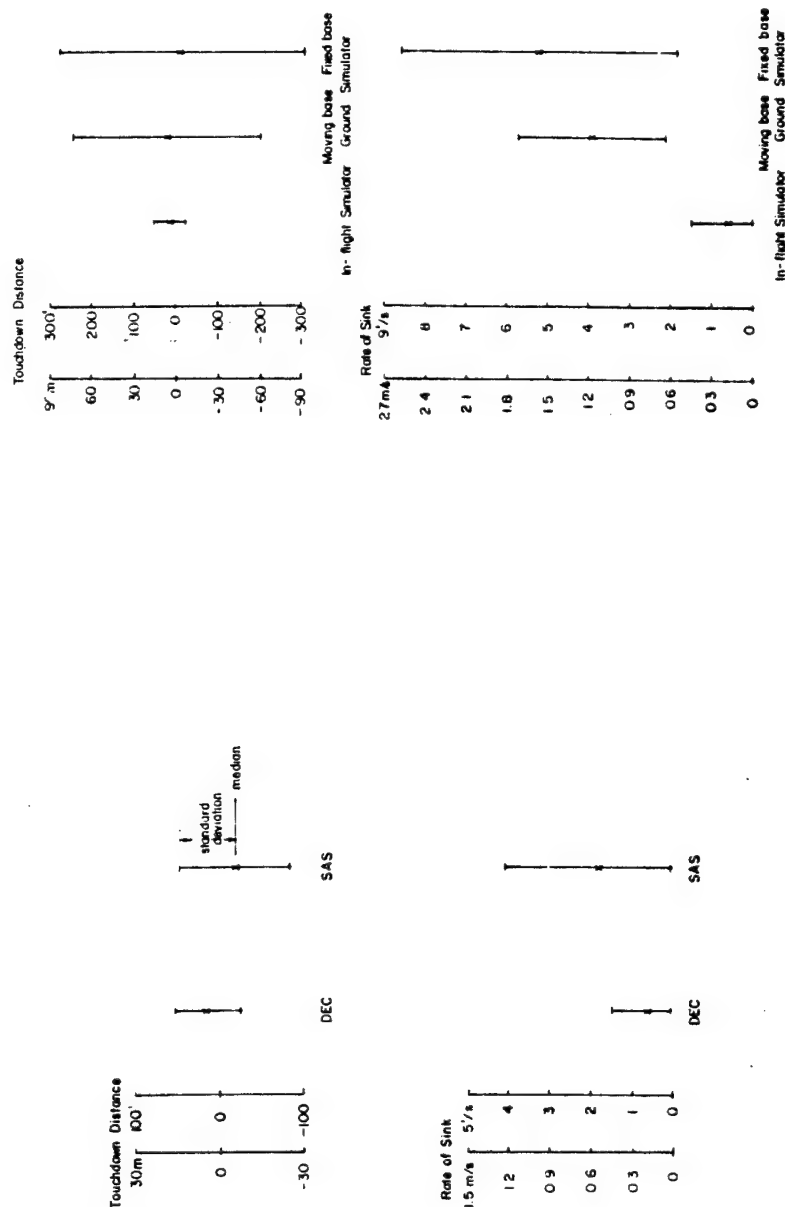 Touchdown Distance
9' m 300'
60 200
30 100
0 0
-30 -100
-60 -200
-90 -300
Moving base Fixed base
In-flight Simulator Ground Simulator
Rate of Sink
2.7 m/s 9'/s
2.4 8
2.1 7
1.8 6
1.5 5
1.2 4
0.9 3
0.6 2
0.3 1
0 0
Moving base Fixed base
In-flight Simulator Ground Simulator
Touchdown Distance
30m 100'
0 0
-30 -100
standard
deviation
median
DEC SAS
Rate of Sink
1.5 m/s 5'/s
1.2 4
0.9 3
0.6 2
0.3 1
0 0
DEC SAS